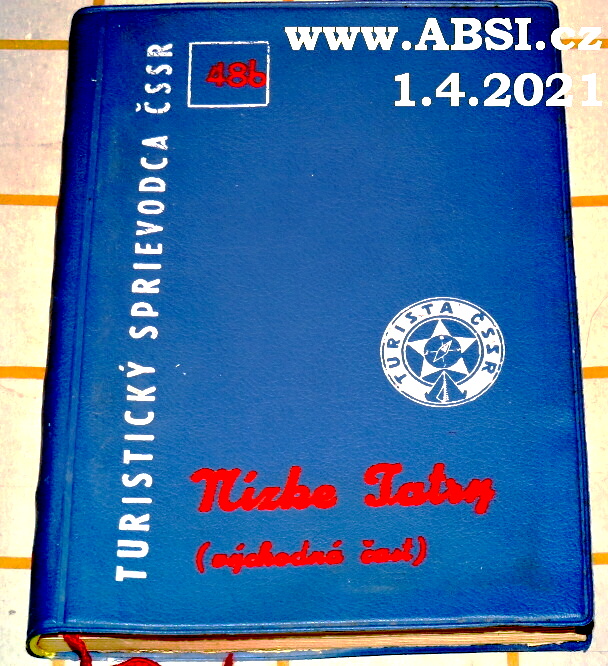 www.ABSI.cz
1.4.2021
48b
TURISTICKÝ SPRIEVODCA ČSSR
TURISTA ČSSR
Nízke Tatry
(východná časť)